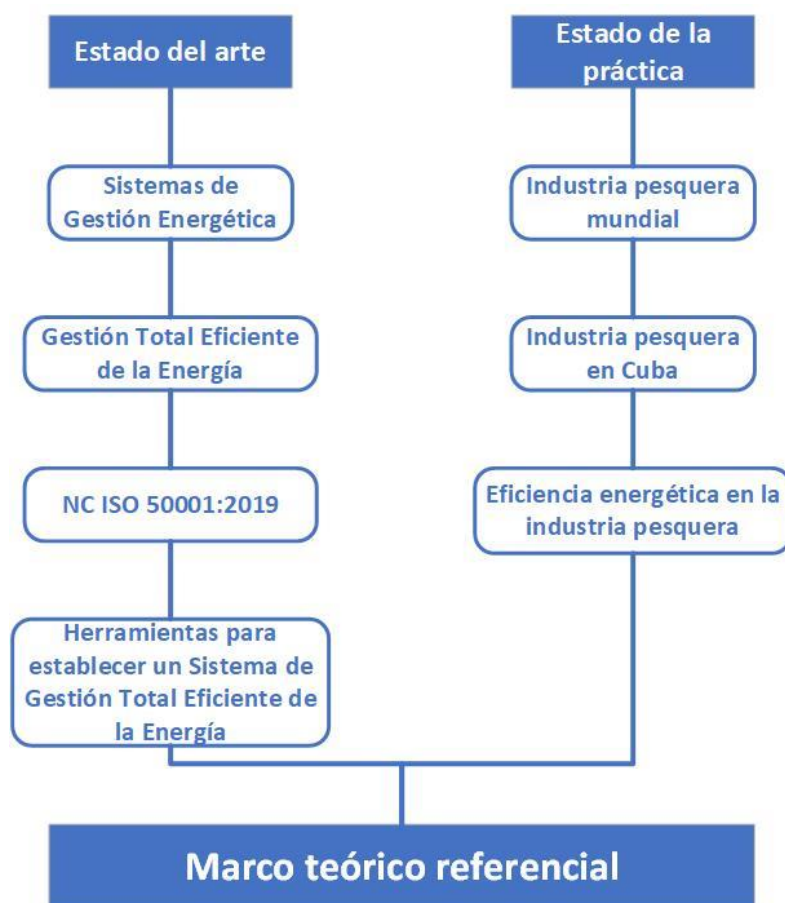 Estado del arte
Sistemas de
Gestión Energética
Gestión Total Eficiente
de la Energía
NC ISO 50001:2019
Herramientas para
establecer un Sistema de
Gestión Total Eficiente de
la Energía
Estado de la
práctica
Industria pesquera
mundial
Industria pesquera
en Cuba
Eficiencia energética en la
industria pesquera
Marco teórico referencial